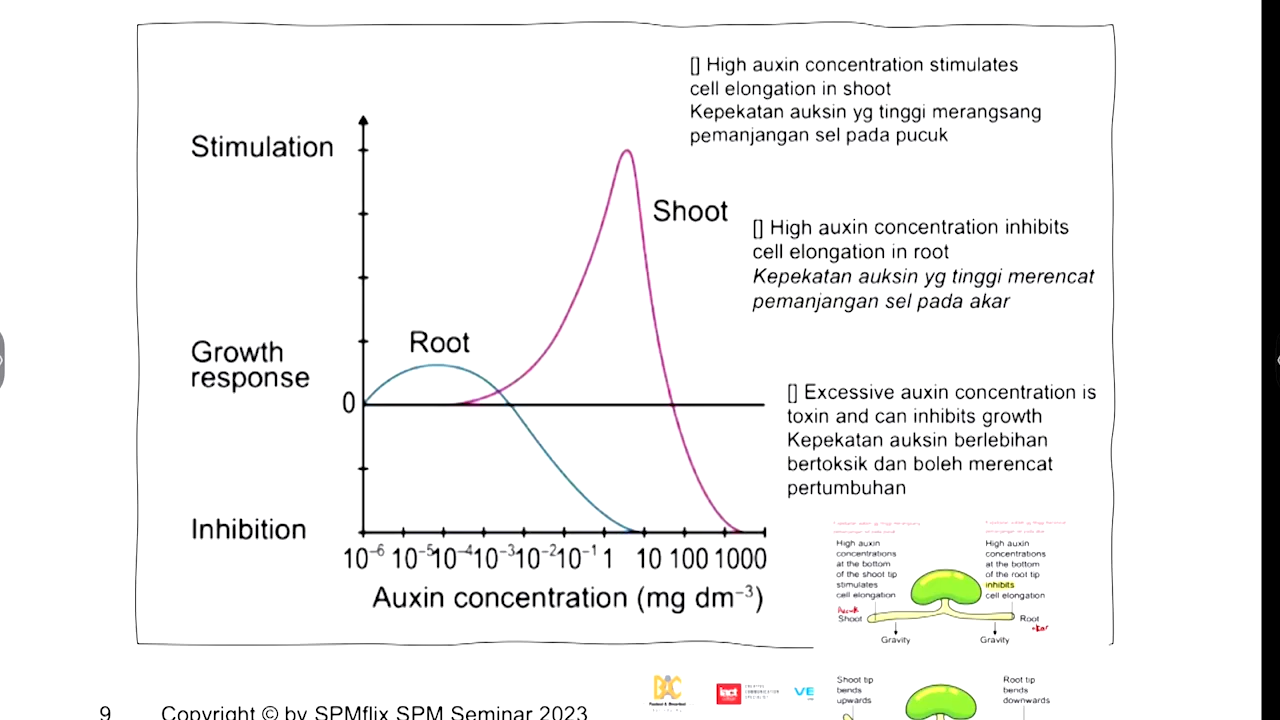 [] High auxin concentration stimulates
cell elongation in shoot
Kepekatan auksin yg tinggi merangsang
pemanjangan sel pada pucuk
Stimulation
Shoot
[] High auxin concentration inhibits
cell elongation in root
Kepekatan auksin yg tinggi merencat
pemanjangan sel pada akar
Root
Growth
response
0
[] Excessive auxin concentration is
toxin and can inhibits growth
Kepekatan auksin berlebihan
bertoksik dan boleh merencat
pertumbuhan
Inhibition
10⁻⁶ 10⁻⁵ 10⁻⁴ 10⁻³ 10⁻² 10⁻¹ 1 10 100 1000
Auxin concentration (mg dm⁻³)
High auxin
concentrations
at the bottom
of the shoot tip
stimulates
cell elongation
Pucuk
Shoot
Gravity
High auxin
concentrations
at the bottom
of the root tip
inhibits
cell elongation
Root
akar
Gravity
Shoot tip
bends
upwards
Root tip
bends
downwards
BAC
iact
VE
9 Copyright © by SPMflix SPM Seminar 2023